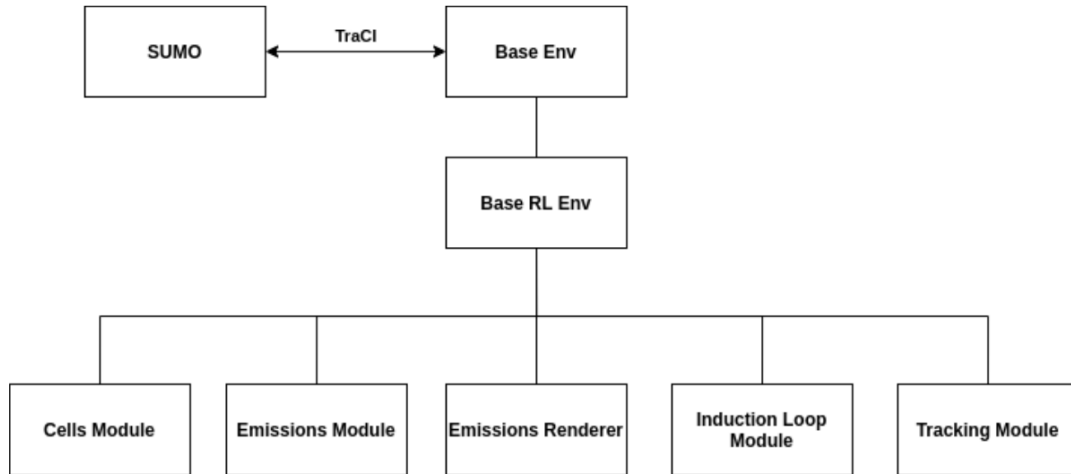 TraCI
SUMO
Base Env
Base RL Env
Cells Module
Emissions Module
Emissions Renderer
Induction Loop
Module
Tracking Module